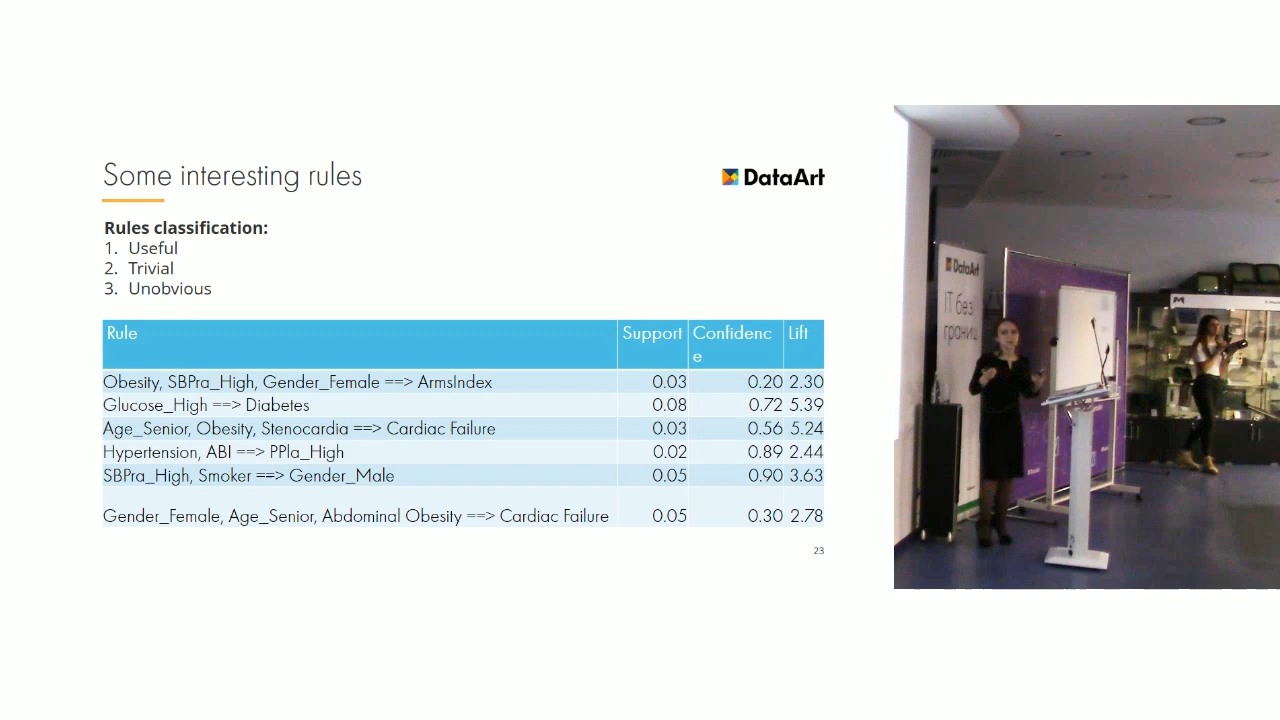 Some interesting rules
DataArt
Rules classification:
1. Useful
2. Trivial
3. Unobvious
Rule Support Confidenc
e Lift
Obesity, SBPra_High, Gender_Female ==> ArmsIndex 0.03 0.20 2.30
Glucose_High ==> Diabetes 0.08 0.72 5.39
Age_Senior, Obesity, Stenocardia ==> Cardiac Failure 0.03 0.56 5.24
Hypertension, ABI ==> PPla_High 0.02 0.89 2.44
SBPra_High, Smoker ==> Gender_Male 0.05 0.90 3.63
Gender_Female, Age_Senior, Abdominal Obesity ==> Cardiac Failure 0.05 0.30 2.78
23
DataArt
IT без
границ